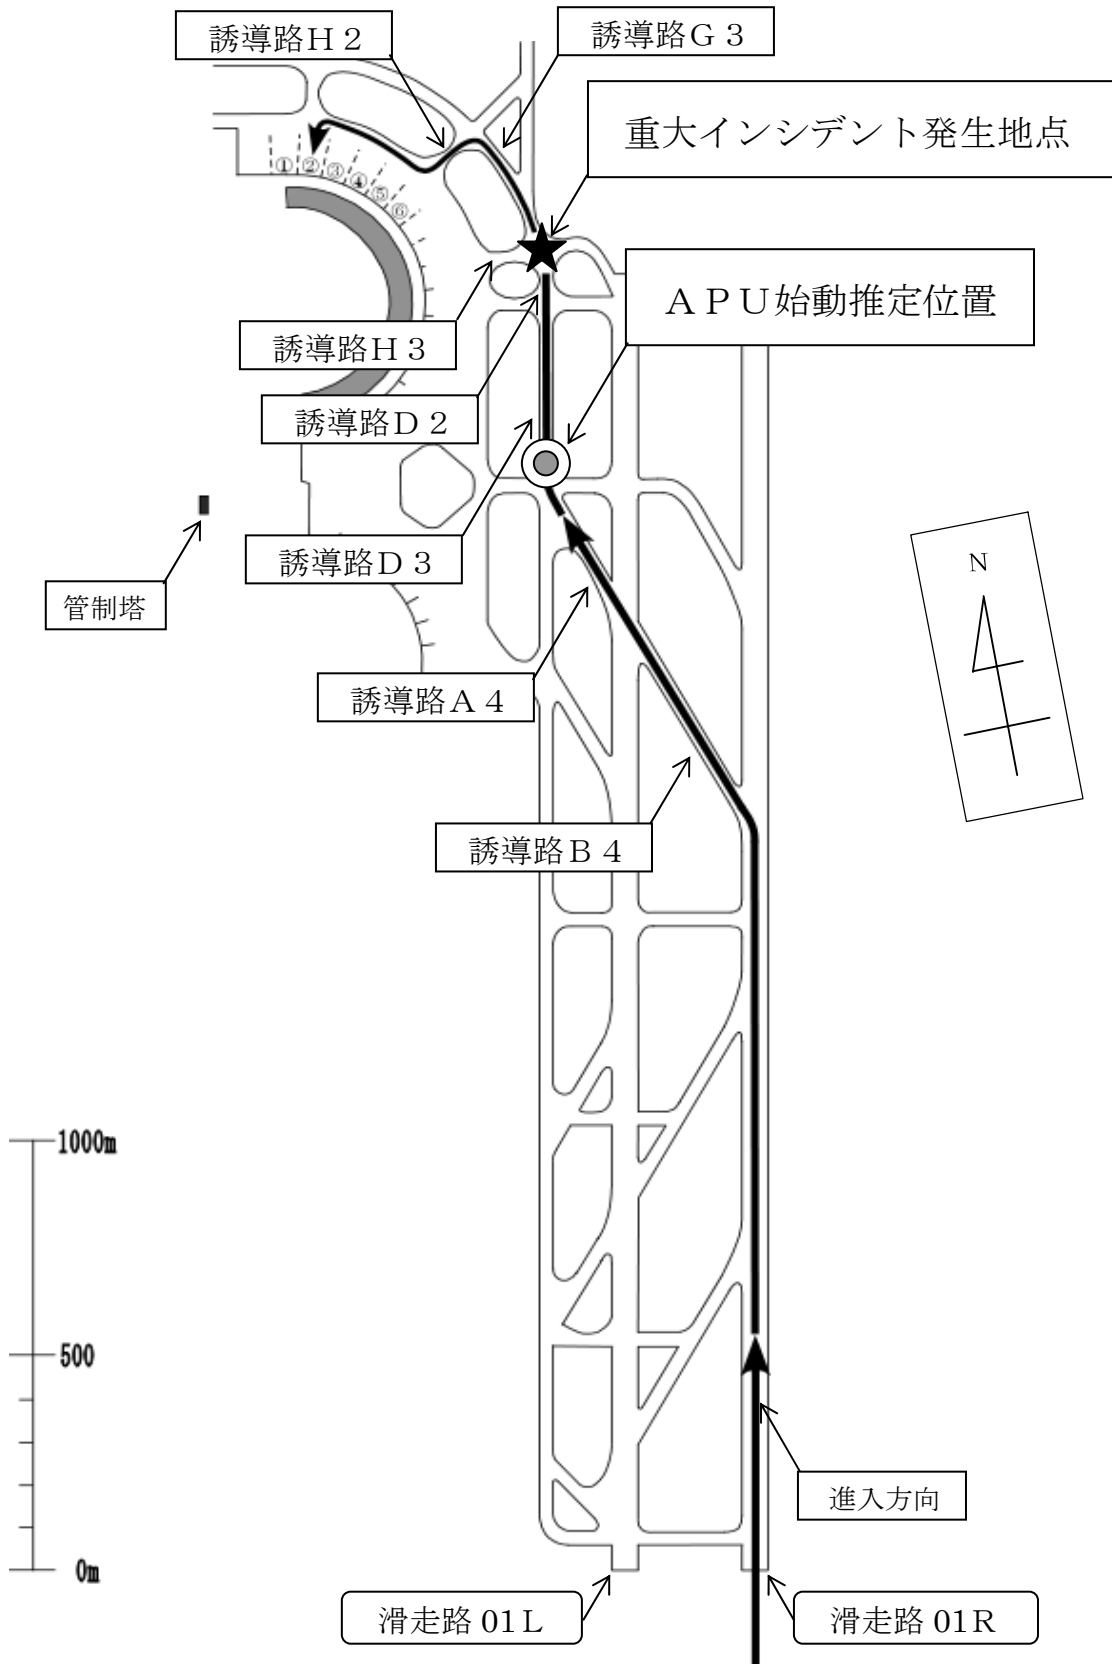 誘導路H２
誘導路G３
重大インシデント発生地点
①
②
③
④
⑤
⑥
ＡＰＵ始動推定位置
誘導路H３
誘導路D２
誘導路D３
管制塔
N
誘導路A４
誘導路B４
1000m
500
0m
進入方向
滑走路 01L
滑走路 01R